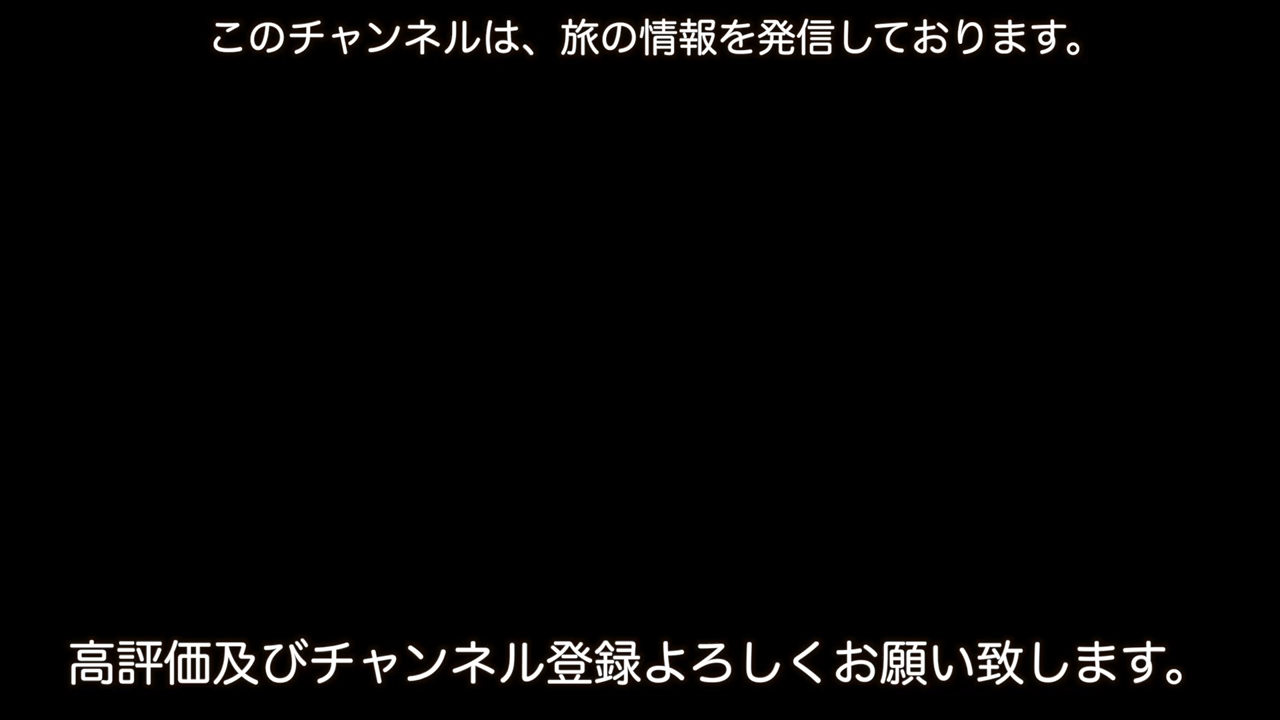 このチャンネルは、旅の情報を発信しております。
高評価及びチャンネル登録よろしくお願い致します。